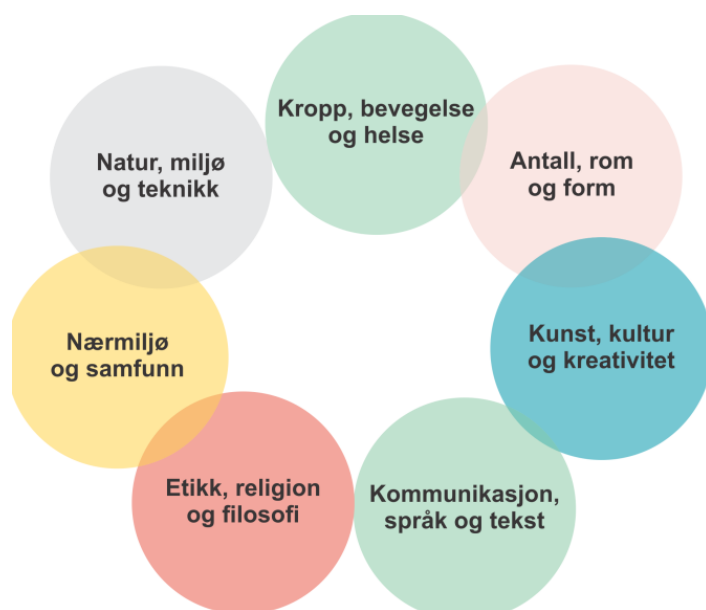 Kropp, bevegelse
og helse
Antall, rom
og form
Kunst, kultur
og kreativitet
Kommunikasjon,
språk og tekst
Etikk, religion
og filosofi
Nærmiljø
og samfunn
Natur, miljø
og teknikk